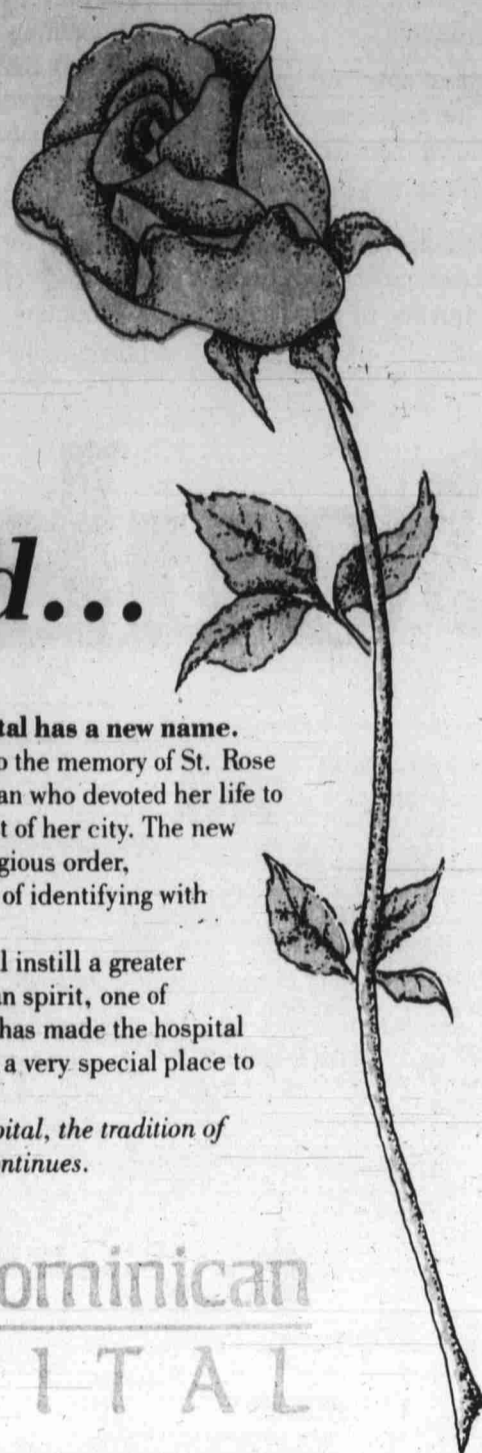 d...
tal has a new name.
o the memory of St. Rose
an who devoted her life to
t of her city. The new
gious order,
of identifying with
l instill a greater
an spirit, one of
has made the hospital
a very special place to
pital, the tradition of
ontinues.
ominican
I T A L